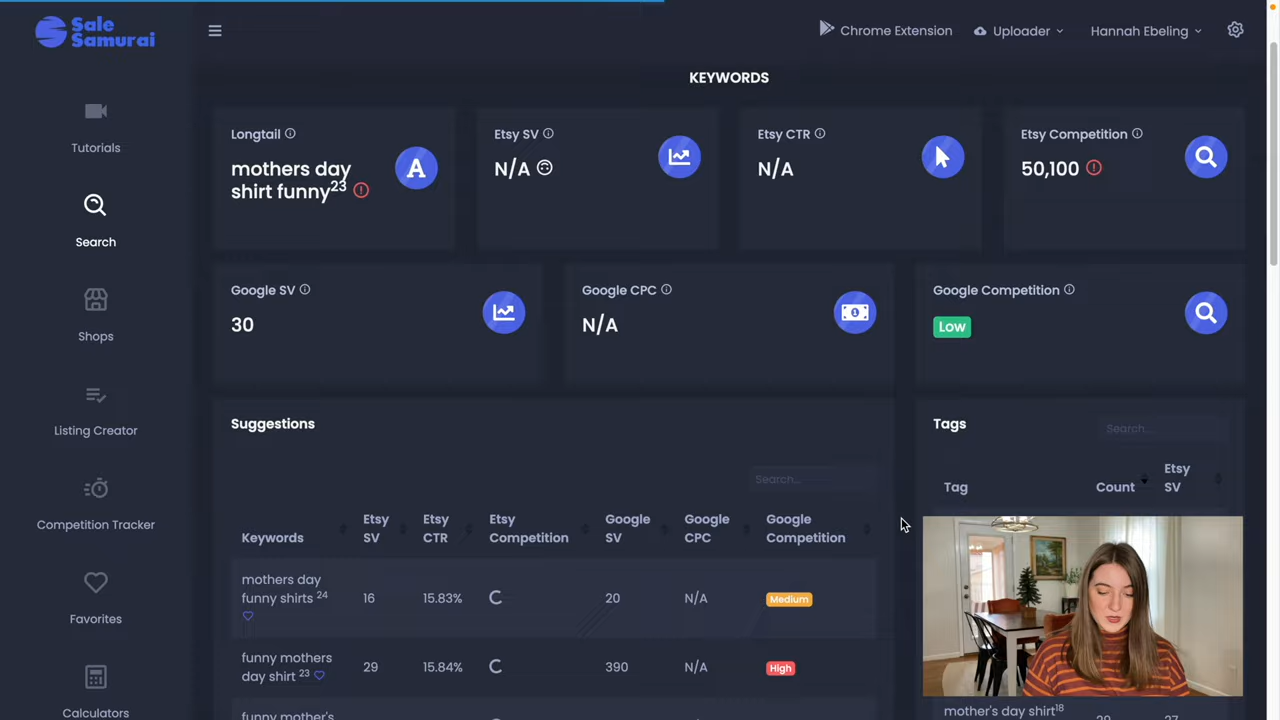 Sale
Samurai
Chrome Extension
Uploader
Hannah Ebeling
KEYWORDS
Tutorials
Search
Shops
Listing Creator
Competition Tracker
Favorites
Calculators
Longtail
mothers day
shirt funny23
Etsy SV
N/A
Etsy CTR
N/A
Etsy Competition
50,100
Google SV
30
Google CPC
N/A
Google Competition
Low
Suggestions
Search...
Keywords
Etsy
SV
Etsy
CTR
Etsy
Competition
Google
SV
Google
CPC
Google
Competition
mothers day
funny shirts 24
16
15.83%
20
N/A
Medium
funny mothers
day shirt 23
29
15.84%
390
N/A
High
funny mother's
Tags
Search...
Tag
Count
Etsy
SV
mother's day shirt18